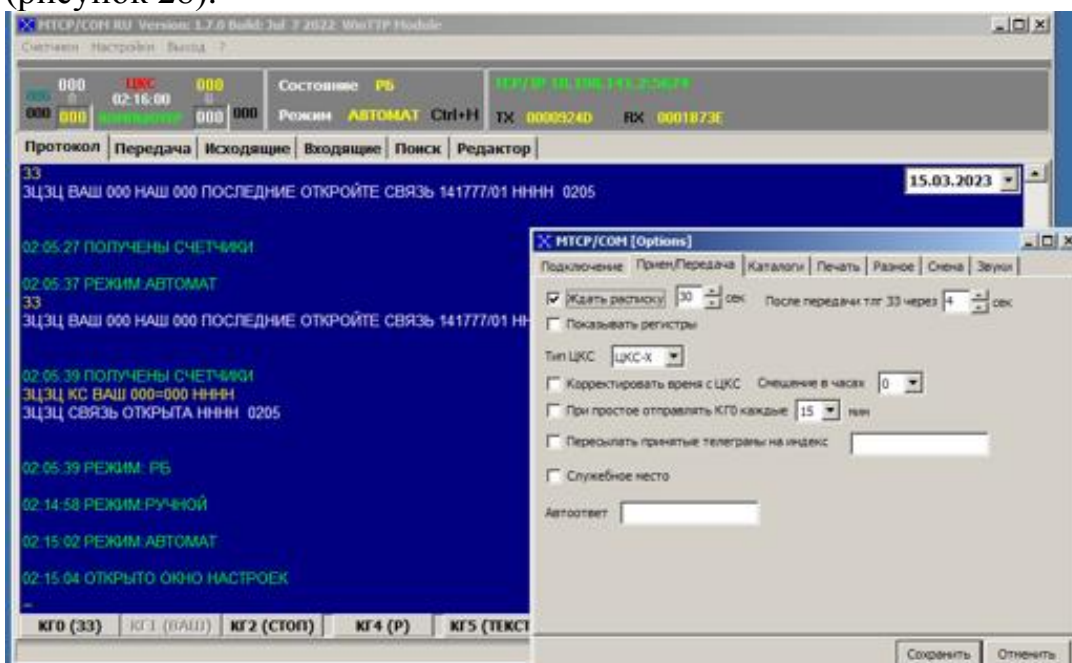 (рисунок 28).
MTCP/COM RU Version: 1.7.0 Build: Jul 7 2022 WinTTP Module
Счетчики Настройки Выход ?
000 ЦКС 000 Состояние РБ
02:16:00
000 000 000 000 Режим АВТОМАТ Ctrl+H TX 0000924D RX 0001873E
Протокол Передача Исходящие Входящие Поиск Редактор
33
ЗЦЗЦ ВАШ 000 НАШ 000 ПОСЛЕДНИЕ ОТКРОЙТЕ СВЯЗЬ 141777/01 НННН 0205
15.03.2023
02:05:27 ПОЛУЧЕНЫ СЧЕТЧИКИ
02:05:37 РЕЖИМ:АВТОМАТ
33
ЗЦЗЦ ВАШ 000 НАШ 000 ПОСЛЕДНИЕ ОТКРОЙТЕ СВЯЗЬ 141777/01 НН
02:05:39 ПОЛУЧЕНЫ СЧЕТЧИКИ
ЗЦЗЦ КС ВАШ 000=000 НННН
ЗЦЗЦ СВЯЗЬ ОТКРЫТА НННН 0205
02:05:39 РЕЖИМ: РБ
02:14:58 РЕЖИМ:РУЧНОЙ
02:15:02 РЕЖИМ:АВТОМАТ
02:15:04 ОТКРЫТО ОКНО НАСТРОЕК
КГ0 (ЗЗ) КГ1 (ВАШ) КГ2 (СТОП) КГ4 (Р) КГ5 (ТЕКСТ
MTCP/COM [Options]
Подключение Прием/Передача Каталоги Печать Разное Смена Звуки
Ждать расписку 30 сек После передачи тлг ЗЗ через 4 сек
Показывать регистры
Тип ЦКС ЦКС-Х
Корректировать время с ЦКС Смещение в часах 0
При простое отправлять КГ0 каждые 15 мин
Пересылать принятые телеграмы на индекс
Служебное место
Автоответ
Сохранить Отменить